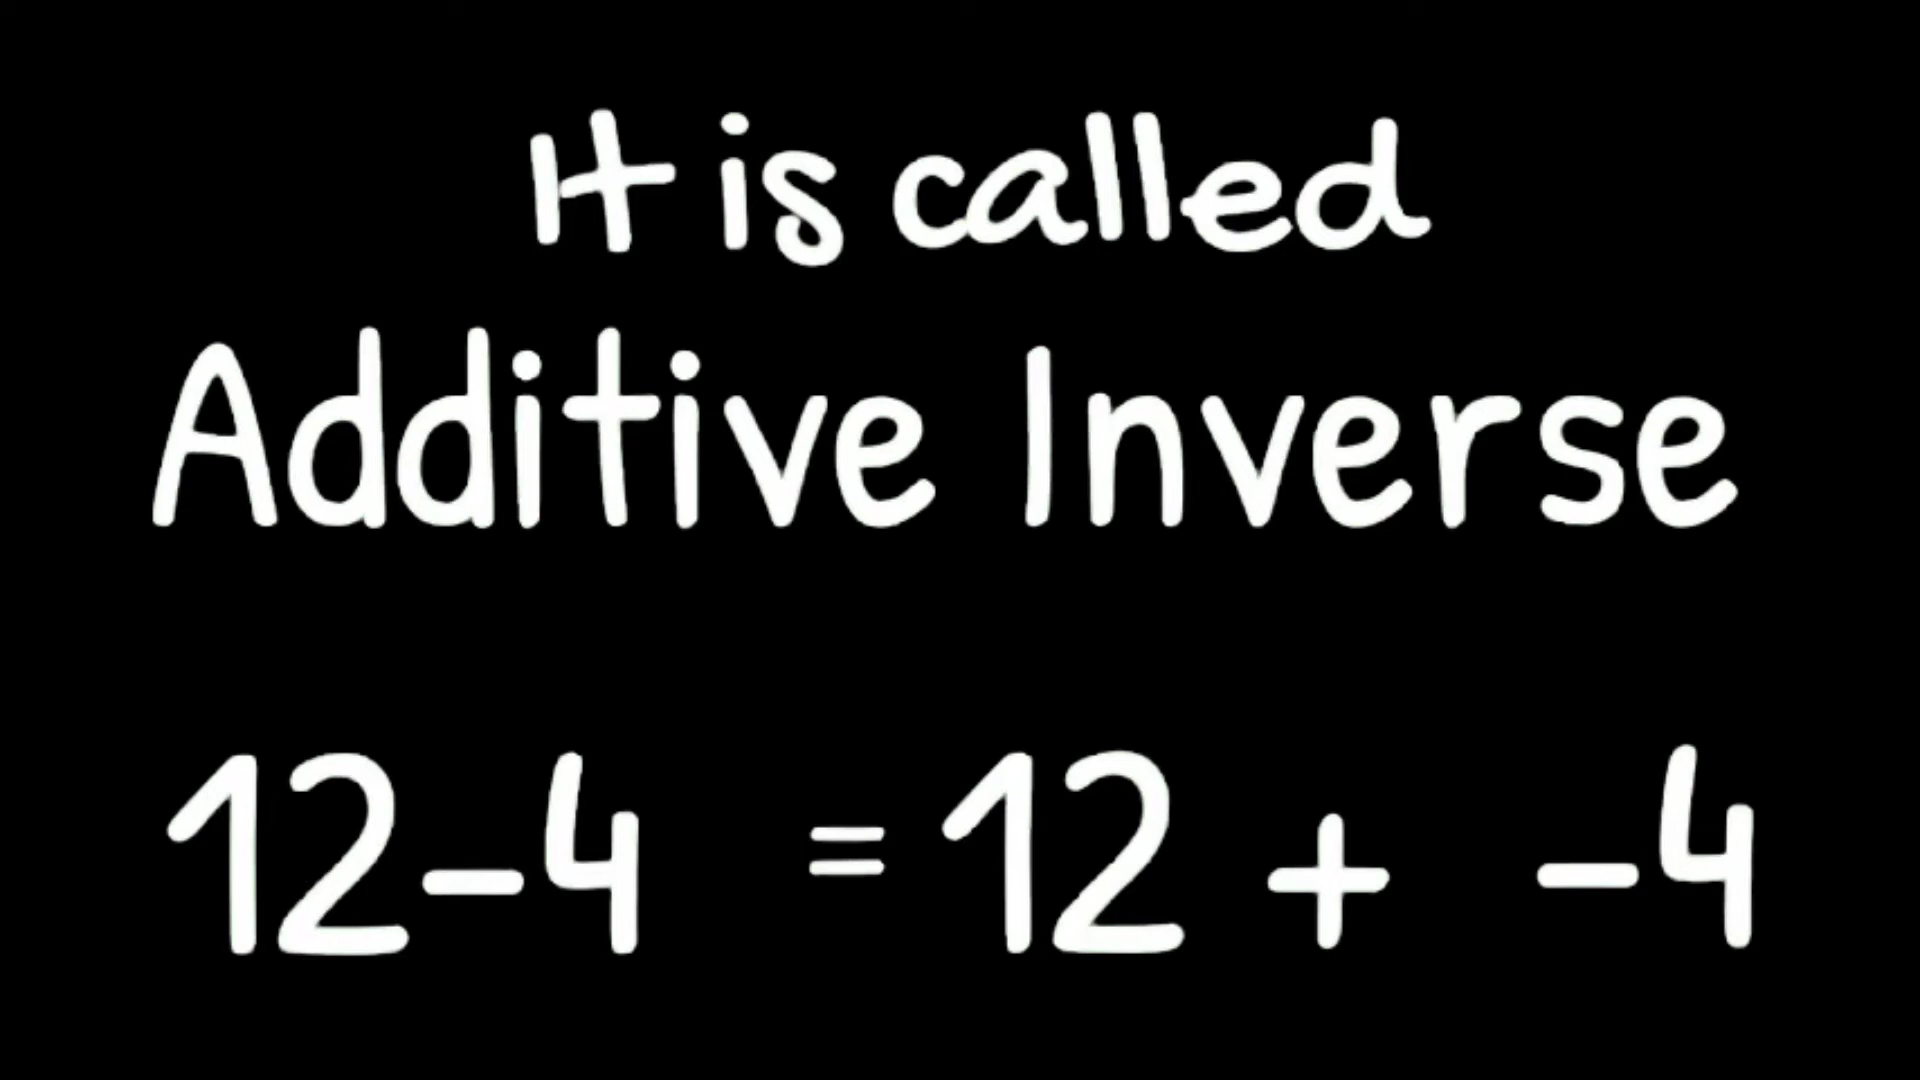 It is called
Additive Inverse
12-4 = 12 + -4